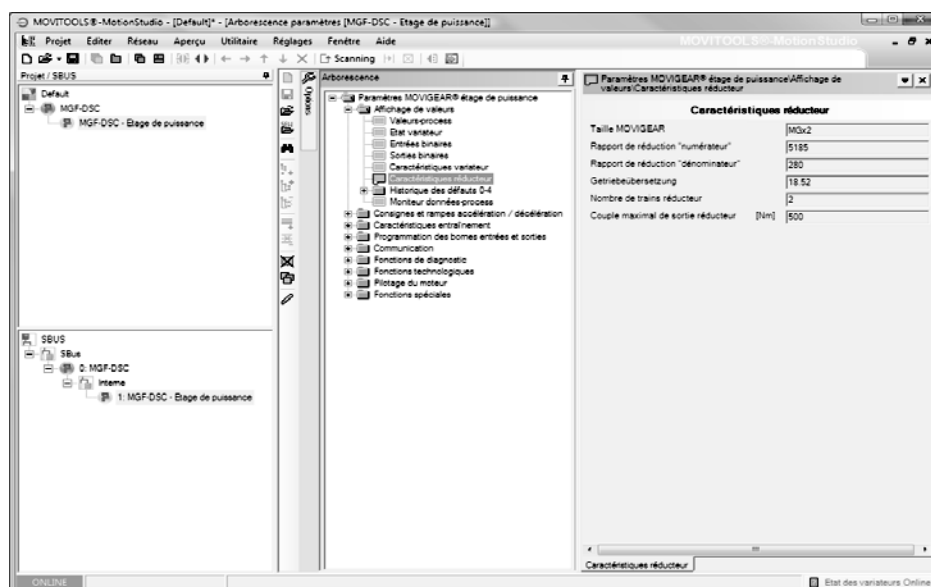 MOVITOOLS®-MotionStudio - [Default]* - [Arborescence paramètres [MGF-DSC - Etage de puissance]]
Projet Editer Réseau Aperçu Utilitaire Réglages Fenêtre Aide
MOVITOOLS®-MotionStudio
Scanning
Projet / SBUS
Default
MGF-DSC
MGF-DSC - Etage de puissance
SBUS
SBus
0: MGF-DSC
Interne
1: MGF-DSC - Etage de puissance
Options
Arborescence
Paramètres MOVIGEAR® étage de puissance
Affichage de valeurs
Valeurs-process
Etat variateur
Entrées binaires
Sorties binaires
Caractéristiques variateur
Caractéristiques réducteur
Historique des défauts 0-4
Moniteur données-process
Consignes et rampes accélération / décélération
Caractéristiques entraînement
Programmation des bornes entrées et sorties
Communication
Fonctions de diagnostic
Fonctions technologiques
Pilotage du moteur
Fonctions spéciales
Paramètres MOVIGEAR® étage de puissance\Affichage de
valeurs\Caractéristiques réducteur
Caractéristiques réducteur
Taille MOVIGEAR MGx2
Rapport de réduction "numérateur" 5185
Rapport de réduction "dénominateur" 280
Getriebeübersetzung 18.52
Nombre de trains réducteur 2
Couple maximal de sortie réducteur [Nm] 500
Caractéristiques réducteur
ONLINE
Etat des variateurs Online